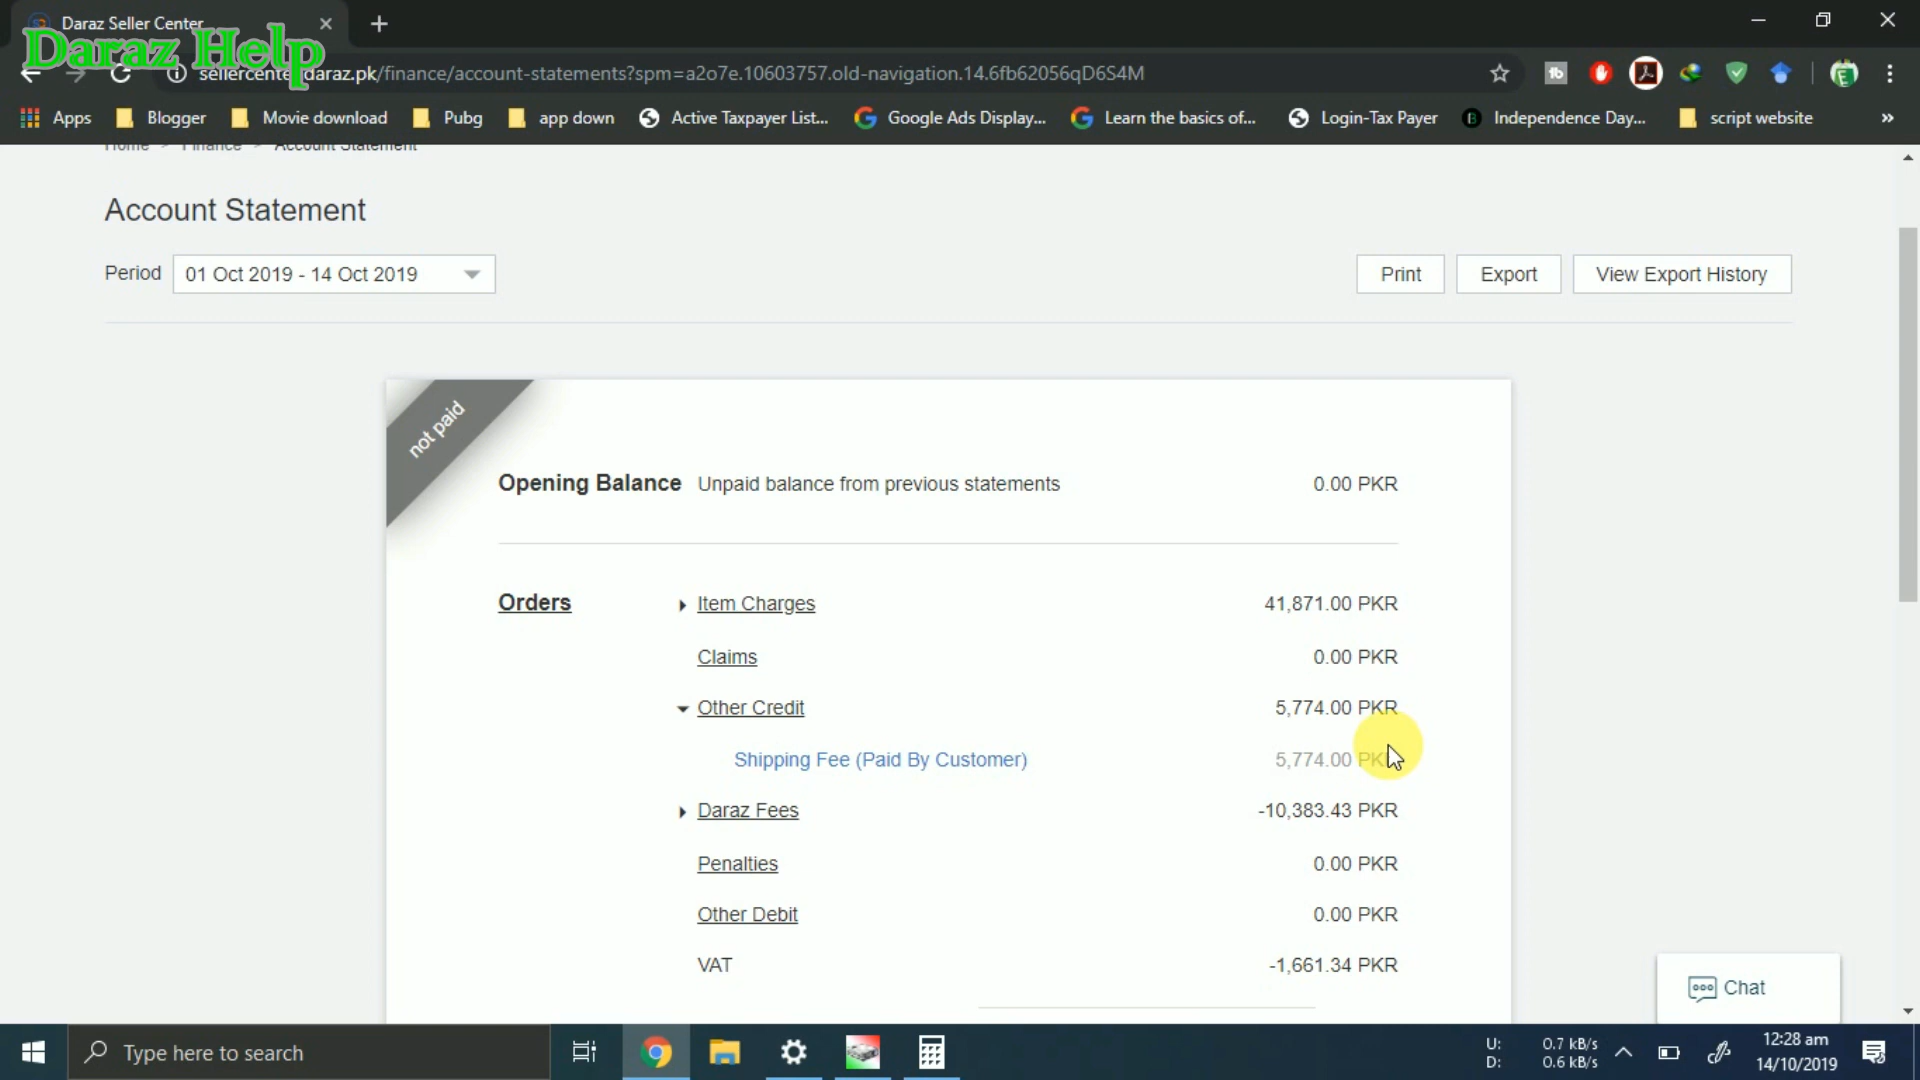 Daraz Seller Center
Daraz Help
sellercenter.daraz.pk/finance/account-statements?spm=a2o7e.10603757.old-navigation.14.6fb62056qD6S4M
Apps Blogger Movie download Pubg app down Active Taxpayer List... Google Ads Display... Learn the basics of... Login-Tax Payer Independence Day... script website »
Home > Finance > Account Statement
Account Statement
Period 01 Oct 2019 - 14 Oct 2019 Print Export View Export History
not paid
Opening Balance Unpaid balance from previous statements 0.00 PKR
Orders Item Charges 41,871.00 PKR
Claims 0.00 PKR
Other Credit 5,774.00 PKR
Shipping Fee (Paid By Customer) 5,774.00 PKR
Daraz Fees -10,383.43 PKR
Penalties 0.00 PKR
Other Debit 0.00 PKR
VAT -1,661.34 PKR
Chat
Type here to search
U: 0.7 kB/s
D: 0.6 kB/s
12:28 am
14/10/2019